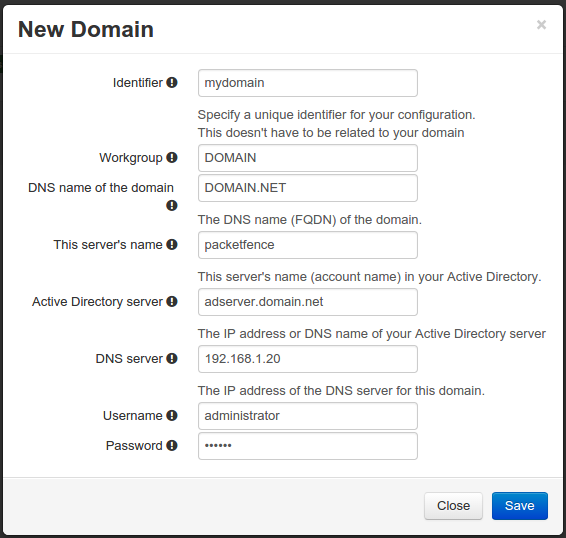 New Domain ×
Identifier mydomain
Specify a unique identifier for your configuration.
This doesn't have to be related to your domain
Workgroup DOMAIN
DNS name of the domain DOMAIN.NET
The DNS name (FQDN) of the domain.
This server's name packetfence
This server's name (account name) in your Active Directory.
Active Directory server adserver.domain.net
The IP address or DNS name of your Active Directory server
DNS server 192.168.1.20
The IP address of the DNS server for this domain.
Username administrator
Password ••••••
Close Save